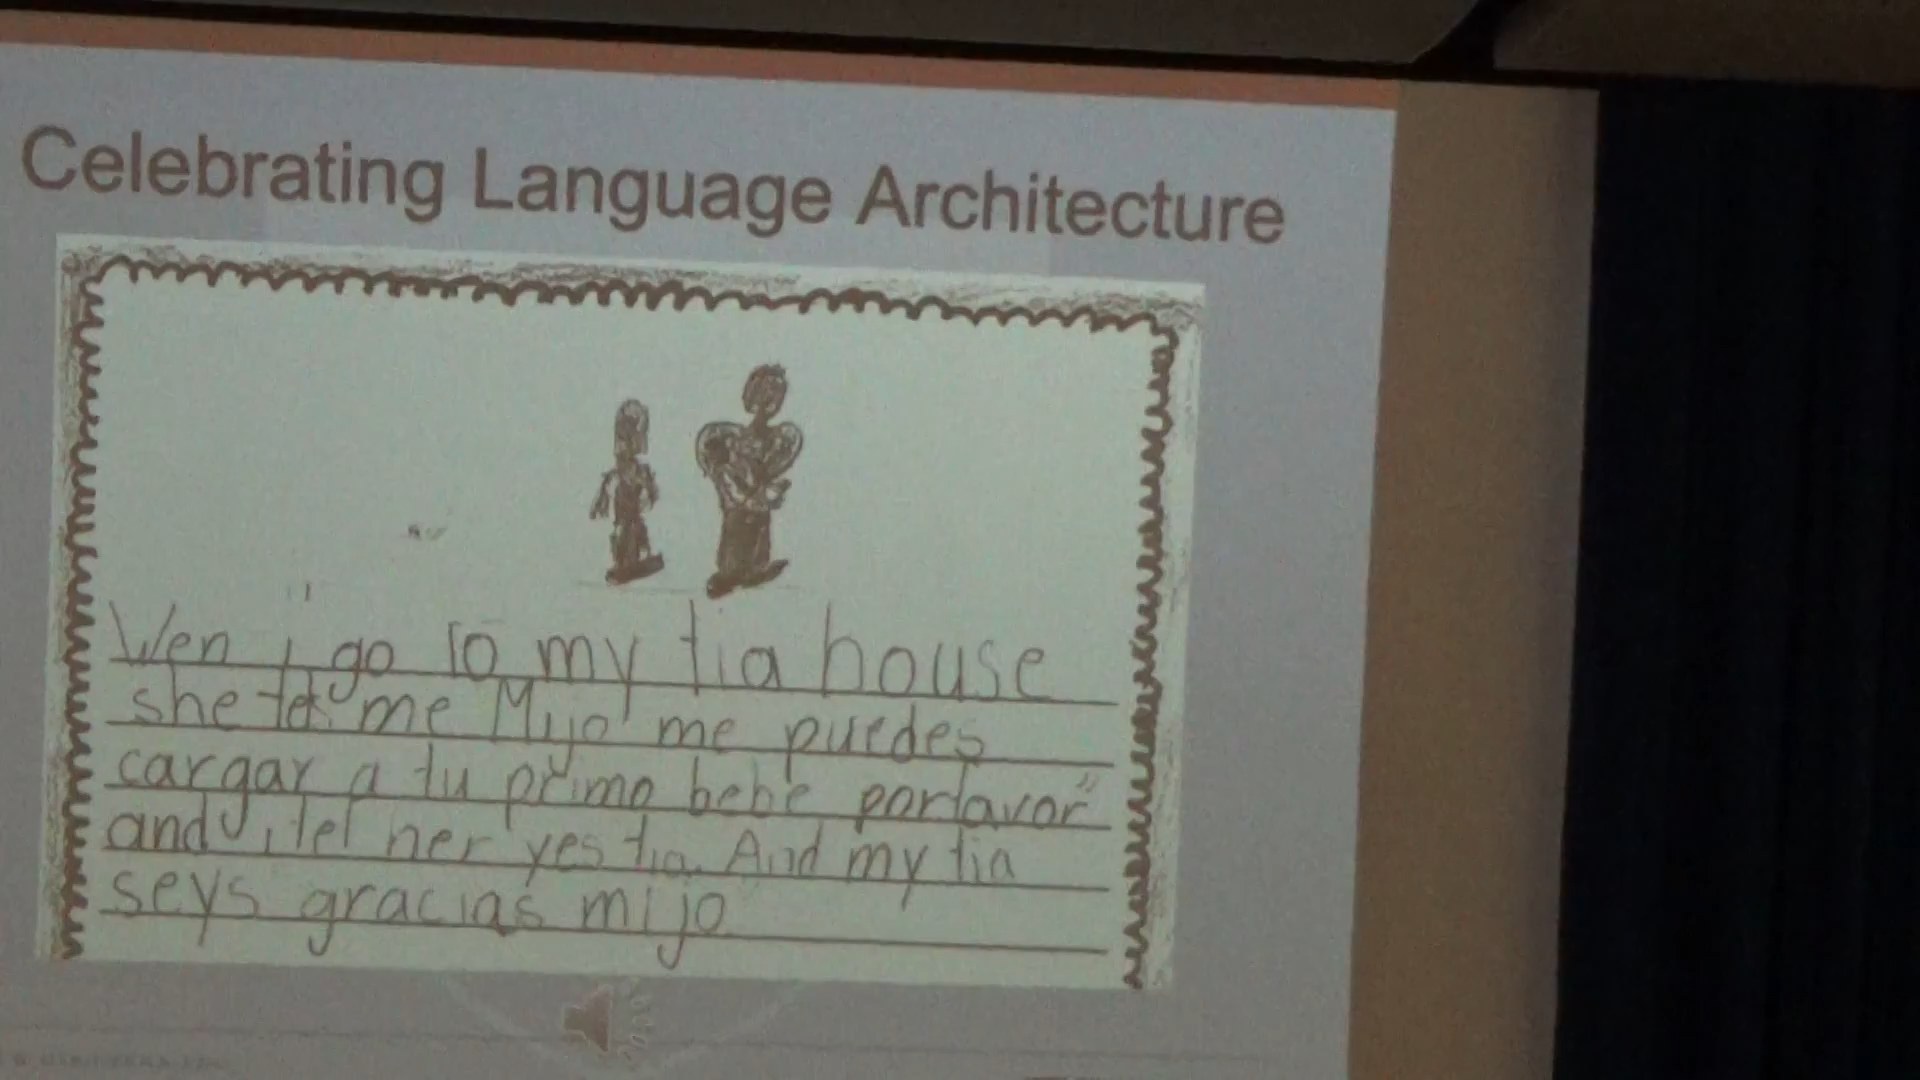 Celebrating Language Architecture
Wen i go to my tia house
she tels me Mijo me puedes
cargar a tu primo bebe porfavor"
and i tel her yes tia. And my tia
seys gracias mijo